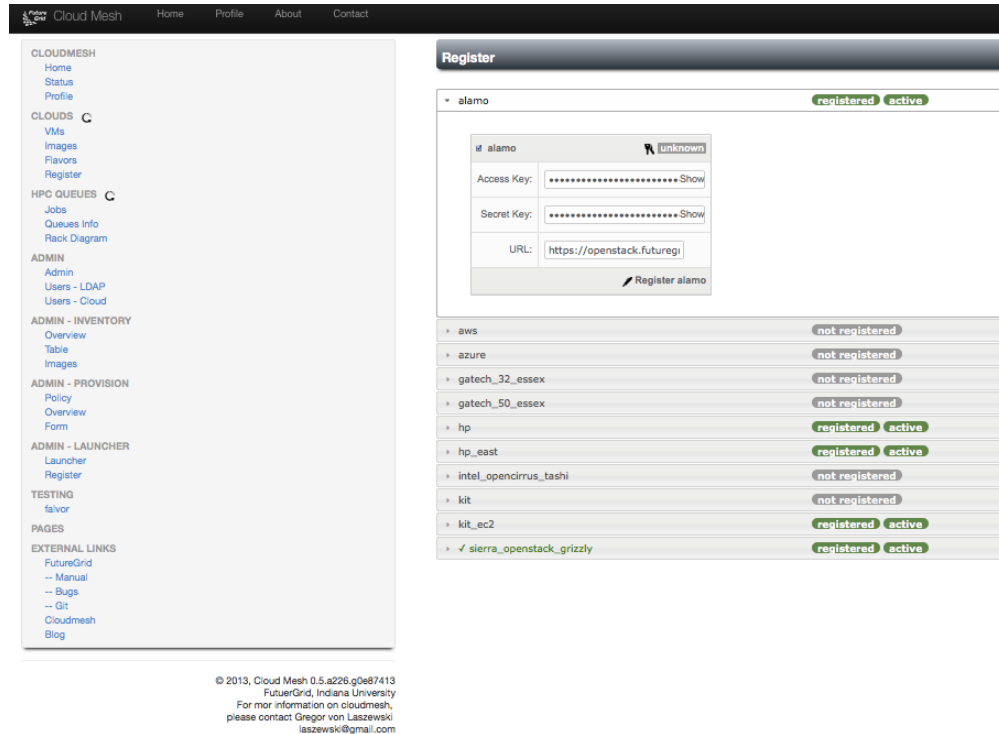 Future Grid Cloud Mesh Home Profile About Contact
CLOUDMESH
Home
Status
Profile
CLOUDS
VMs
Images
Flavors
Register
HPC QUEUES
Jobs
Queues Info
Rack Diagram
ADMIN
Admin
Users - LDAP
Users - Cloud
ADMIN - INVENTORY
Overview
Table
Images
ADMIN - PROVISION
Policy
Overview
Form
ADMIN - LAUNCHER
Launcher
Register
TESTING
falvor
PAGES
EXTERNAL LINKS
FutureGrid
-- Manual
-- Bugs
-- Git
Cloudmesh
Blog
© 2013, Cloud Mesh 0.5.a226.g0e87413
FutuerGrid, Indiana University
For mor information on cloudmesh,
please contact Gregor von Laszewski
laszewski@gmail.com
Register
alamo registered active
alamo unknown
Access Key: •••••••••••••••••••••••• Show
Secret Key: •••••••••••••••••••••••• Show
URL: https://openstack.futuregr
Register alamo
aws not registered
azure not registered
gatech_32_essex not registered
gatech_50_essex not registered
hp registered active
hp_east registered active
intel_opencirrus_tashi not registered
kit not registered
kit_ec2 registered active
✓ sierra_openstack_grizzly registered active